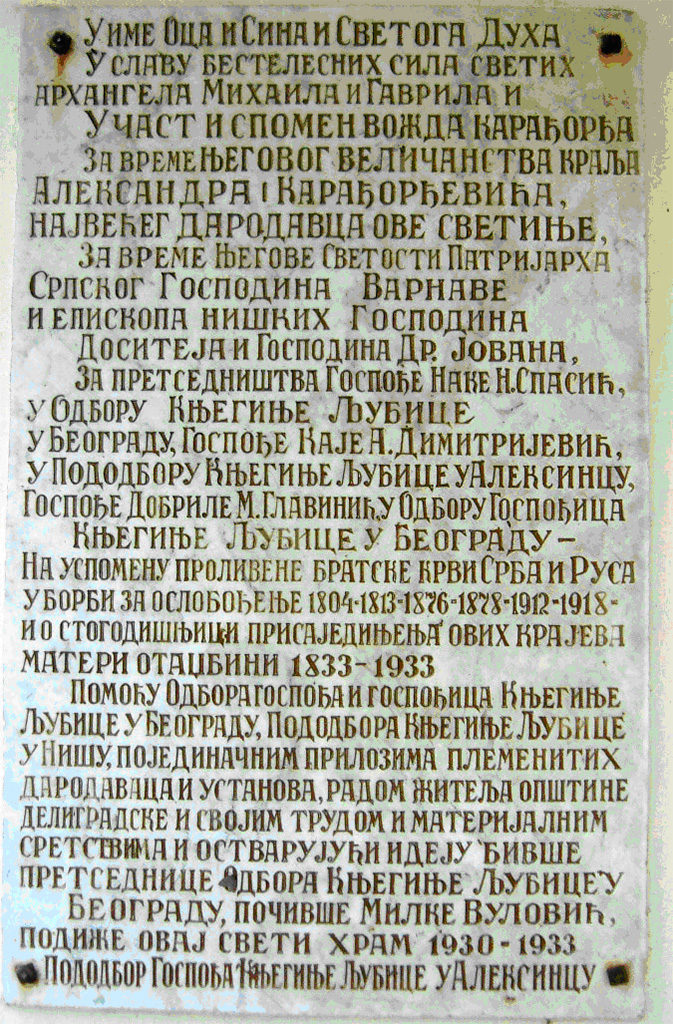 У име Оца и Сина и Светога Духа
У славу бестелесних сила светих
архангела Михаила и Гаврила и
У част и спомен вожда Карађорђа
За време његовог величанства краља
Александра I Карађорђевића,
највећег дародавца ове светиње,
За време његове Светости Патријарха
Српског Господина Варнаве
и епископа нишких Господина
Доситеја и Господина Др. Јована,
За претседништва Госпође Наке Н. Спасић,
у Одбору Књегиње Љубице
у Београду, Госпође Каје А. Димитријевић,
у Пододбору Књегиње Љубице у Алексинцу,
Госпође Добриле М. Главинић, у Одбору Госпођица
Књегиње Љубице у Београду –
На успомену проливене братске крви Срба и Руса
у борби за ослобођење 1804-1813-1876-1878-1912-1918-
и о стогодишњици присаједињења ових крајева
матери отаџбини 1833-1933
Помоћу Одбора госпођа и госпођица Књегиње
Љубице у Београду, Пододбора Књегиње Љубице
у Нишу, појединачним прилозима племенитих
дародаваца и установа, радом житеља општине
делиградске и својим трудом и материјалним
сретствима и остварујући идеју бивше
претседнице Одбора Књегиње Љубице у
Београду, почивше Милке Вуловић,
подиже овај свети храм 1930-1933
Пододбор Госпођа Књегиње Љубице у Алексинцу